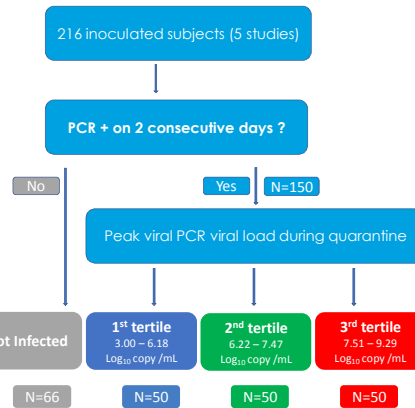 216 inoculated subjects (5 studies)
PCR + on 2 consecutive days ?
No
Yes
N=150
Peak viral PCR viral load during quarantine
Infected
1st tertile
3.00 – 6.18
Log10 copy /mL
2nd tertile
6.22 – 7.47
Log10 copy /mL
3rd tertile
7.51 – 9.29
Log10 copy /mL
N=66
N=50
N=50
N=50